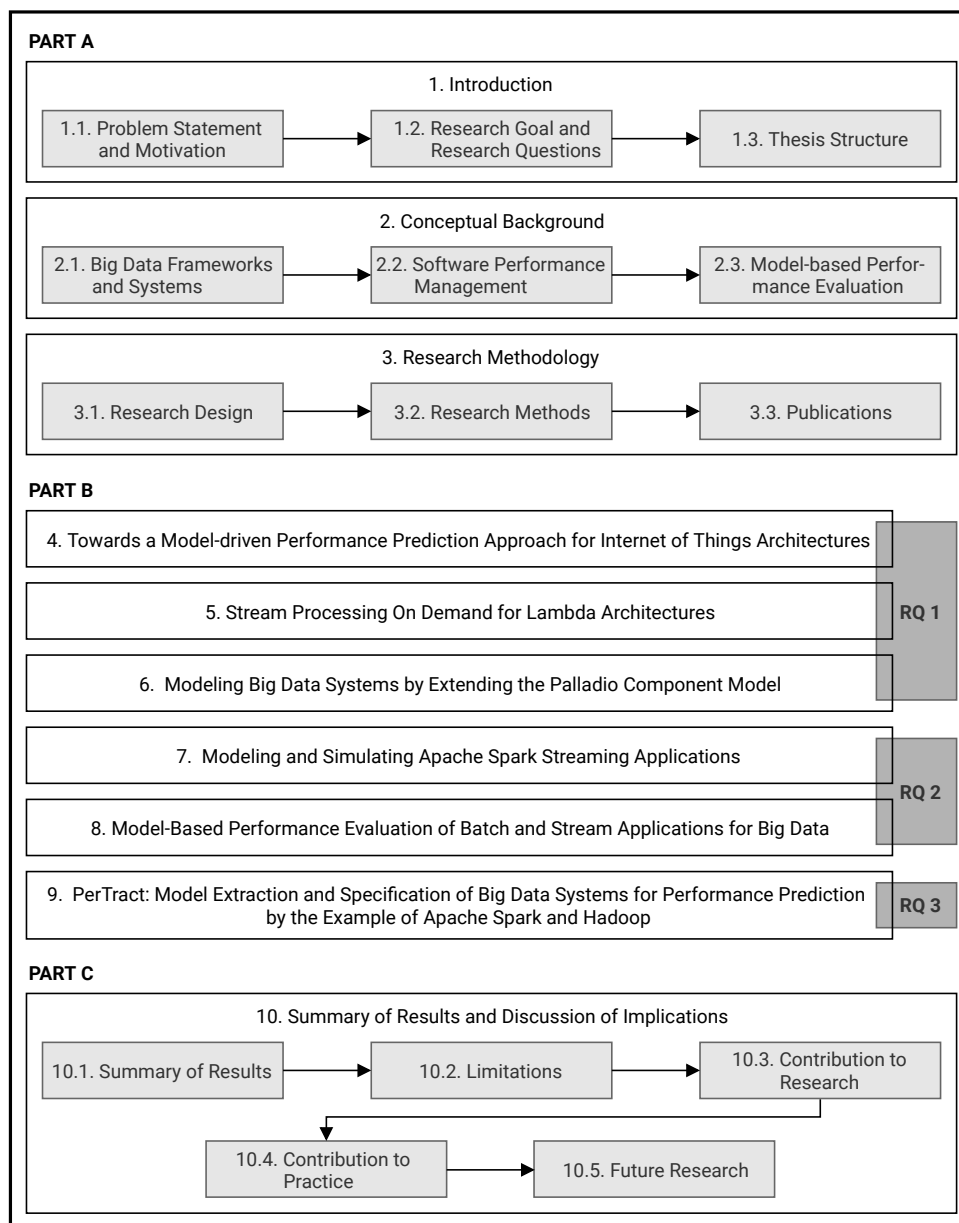 PART A
1. Introduction
1.1. Problem Statement
and Motivation
1.2. Research Goal and
Research Questions
1.3. Thesis Structure
2. Conceptual Background
2.1. Big Data Frameworks
and Systems
2.2. Software Performance
Management
2.3. Model-based Perfor-
mance Evaluation
3. Research Methodology
3.1. Research Design
3.2. Research Methods
3.3. Publications
PART B
4. Towards a Model-driven Performance Prediction Approach for Internet of Things Architectures
5. Stream Processing On Demand for Lambda Architectures
RQ 1
6. Modeling Big Data Systems by Extending the Palladio Component Model
7. Modeling and Simulating Apache Spark Streaming Applications
RQ 2
8. Model-Based Performance Evaluation of Batch and Stream Applications for Big Data
9. PerTract: Model Extraction and Specification of Big Data Systems for Performance Prediction
by the Example of Apache Spark and Hadoop
RQ 3
PART C
10. Summary of Results and Discussion of Implications
10.1. Summary of Results
10.2. Limitations
10.3. Contribution to
Research
10.4. Contribution to
Practice
10.5. Future Research